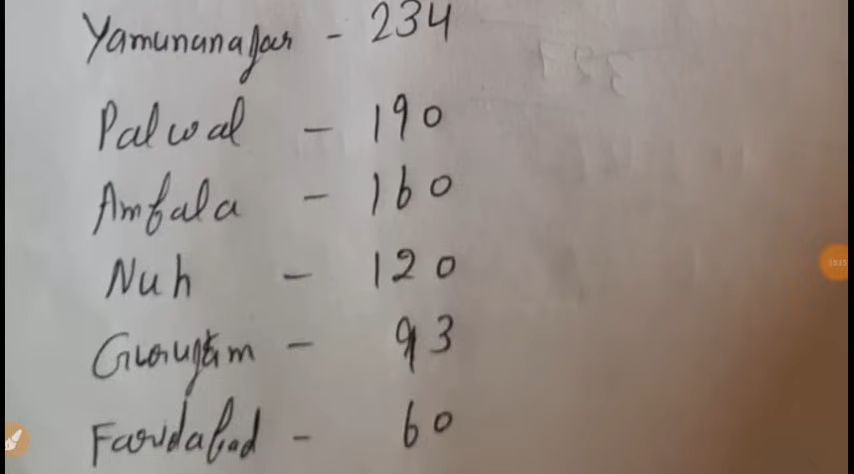 Yamunanagar - 234
Palwal - 190
Ambala - 160
Nuh - 120
Gurugram - 93
Faridabad - 60